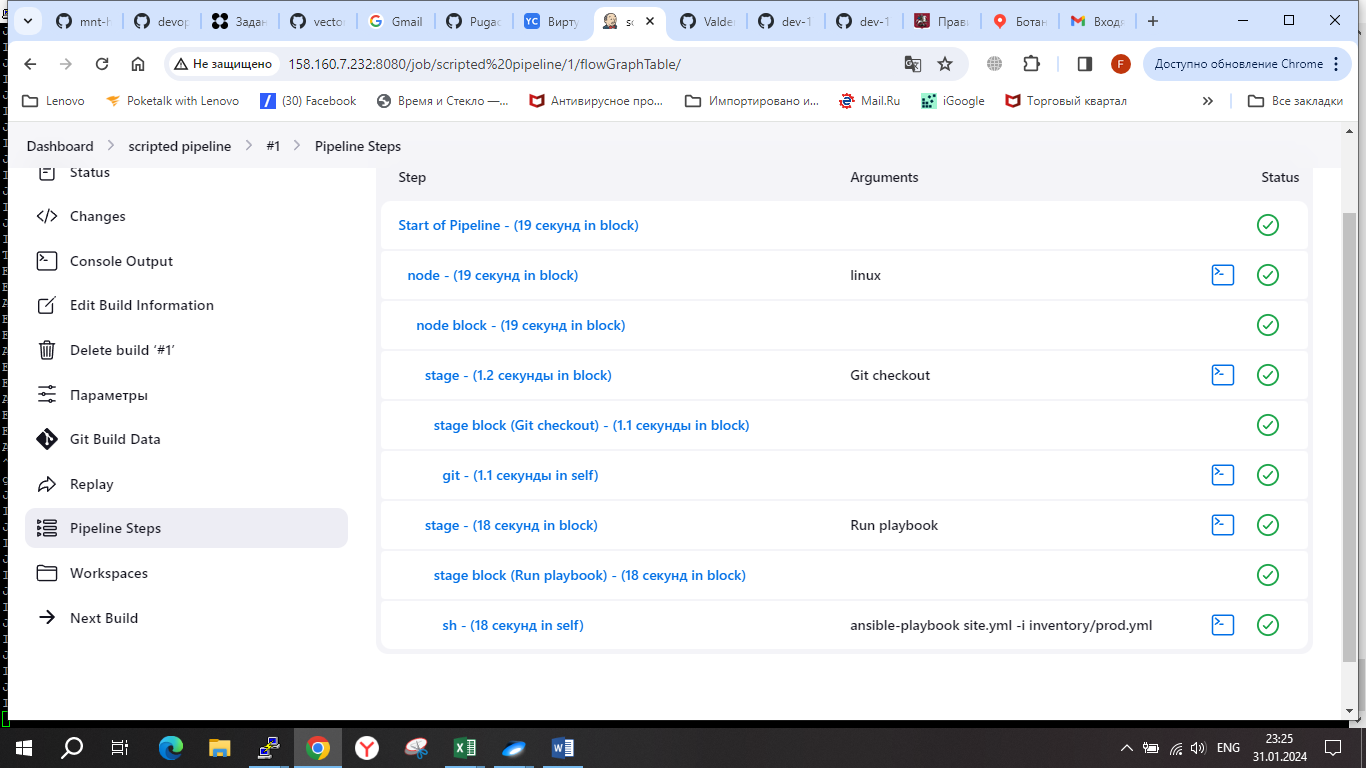 mnt-h
devop
Задан
vector
Gmail
Pugac
Вирту
sc
Valder
dev-1
dev-1
Прави
Ботан
Входя
Не защищено
158.160.7.232:8080/job/scripted%20pipeline/1/flowGraphTable/
Доступно обновление Chrome
Lenovo
Poketalk with Lenovo
(30) Facebook
Время и Стекло —...
Антивирусное про...
Импортировано и...
Mail.Ru
iGoogle
Торговый квартал
Все закладки
Dashboard
scripted pipeline
#1
Pipeline Steps
Status
Changes
Console Output
Edit Build Information
Delete build ‘#1’
Параметры
Git Build Data
Replay
Pipeline Steps
Workspaces
Next Build
Step Arguments Status
Start of Pipeline - (19 секунд in block)
node - (19 секунд in block) linux
node block - (19 секунд in block)
stage - (1.2 секунды in block) Git checkout
stage block (Git checkout) - (1.1 секунды in block)
git - (1.1 секунды in self)
stage - (18 секунд in block) Run playbook
stage block (Run playbook) - (18 секунд in block)
sh - (18 секунд in self) ansible-playbook site.yml -i inventory/prod.yml
ENG
23:25
31.01.2024